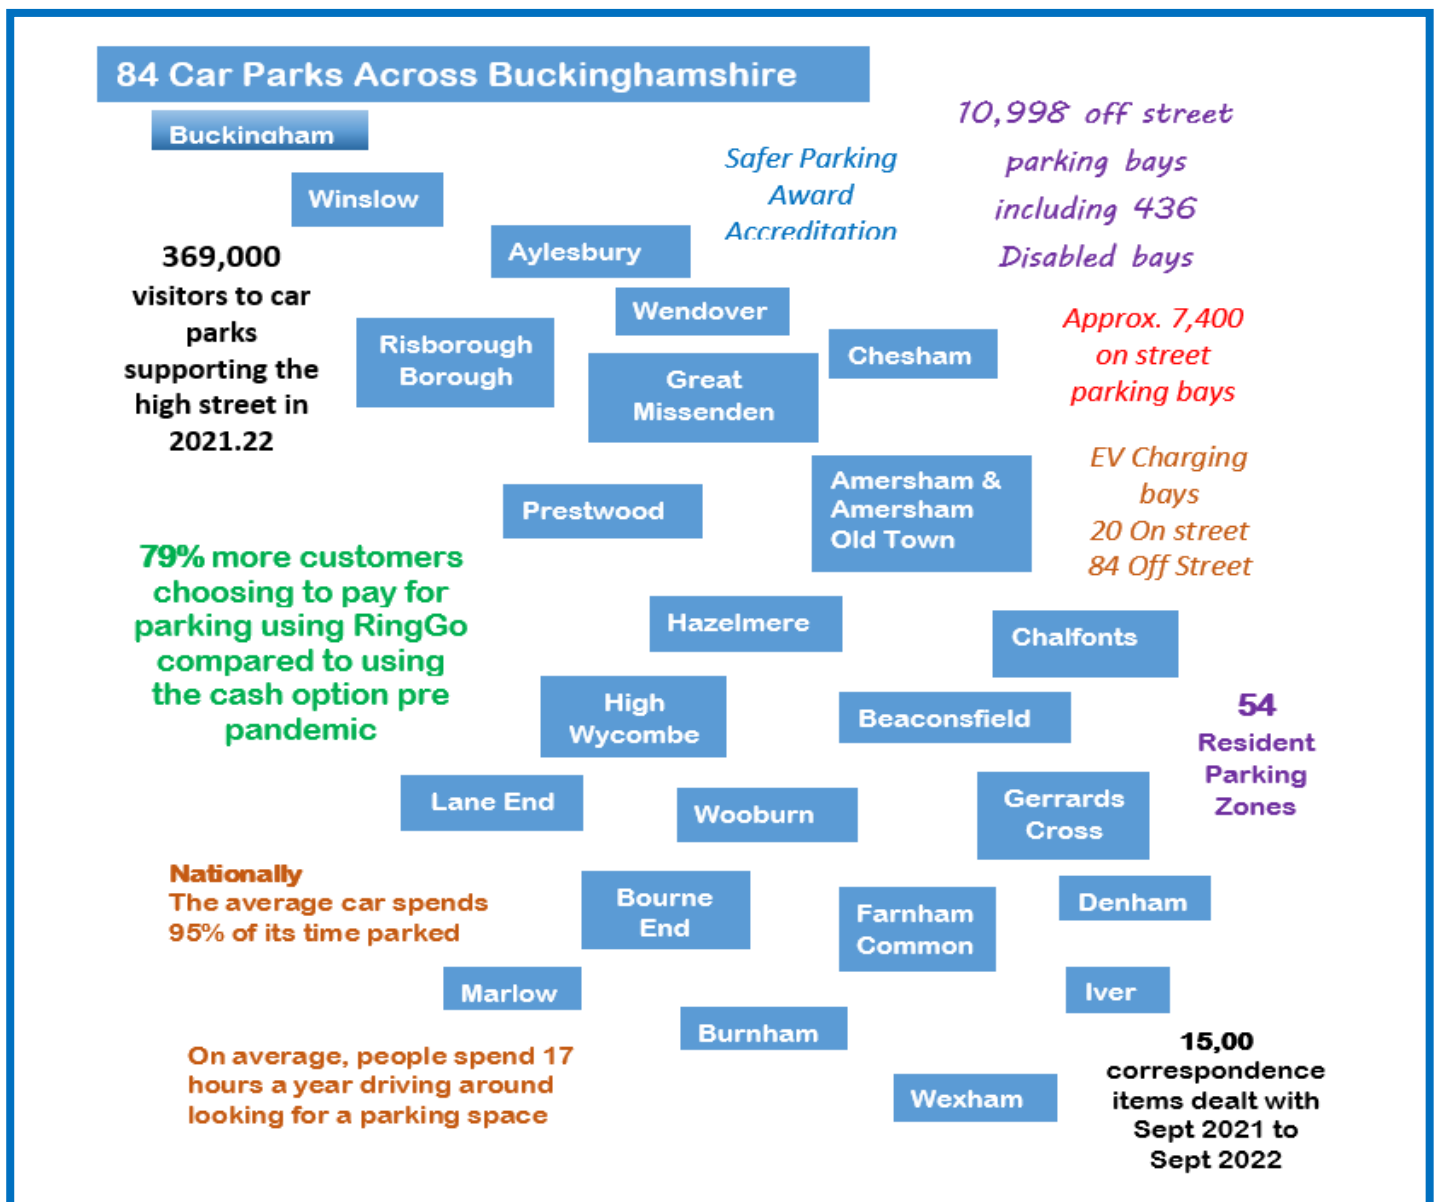 84 Car Parks Across Buckinghamshire
Buckingham
Winslow
Aylesbury
Safer Parking
Award
Accreditation
10,998 off street
parking bays
including 436
Disabled bays
369,000
visitors to car
parks
supporting the
high street in
2021.22
Risborough
Borough
Wendover
Great
Missenden
Chesham
Approx. 7,400
on street
parking bays
Prestwood
Amersham &
Amersham
Old Town
EV Charging
bays
20 On street
84 Off Street
79% more customers
choosing to pay for
parking using RingGo
compared to using
the cash option pre
pandemic
Hazelmere
Chalfonts
High
Wycombe
Beaconsfield
54
Resident
Parking
Zones
Lane End
Wooburn
Gerrards
Cross
Nationally
The average car spends
95% of its time parked
Bourne
End
Farnham
Common
Denham
Marlow
Burnham
Iver
On average, people spend 17
hours a year driving around
looking for a parking space
Wexham
15,00
correspondence
items dealt with
Sept 2021 to
Sept 2022